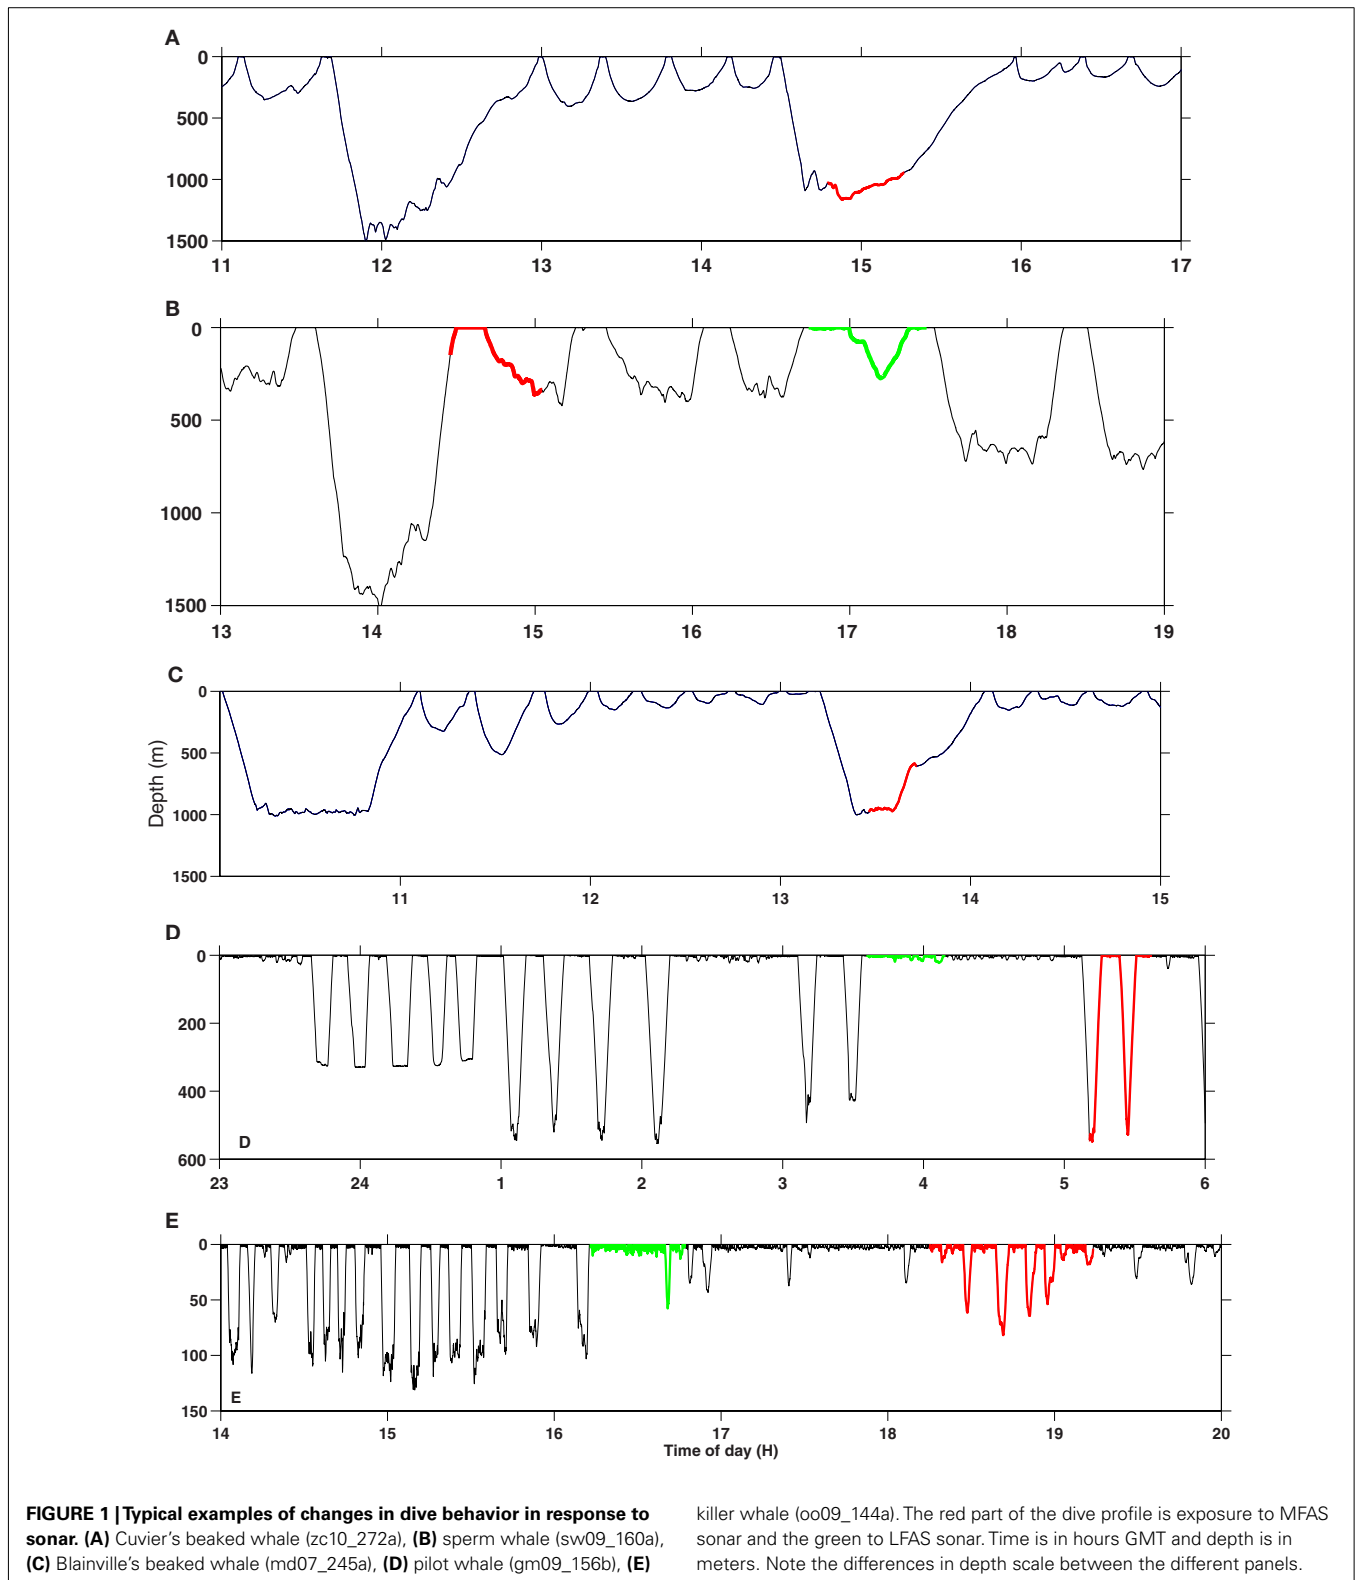 A
0
500
1000
1500
11 12 13 14 15 16 17
B
0
500
1000
1500
13 14 15 16 17 18 19
C
0
500
1000
1500
Depth (m)
11 12 13 14 15
D
0
200
400
600
D
23 24 1 2 3 4 5 6
E
0
50
100
150
E
14 15 16 17 18 19 20
Time of day (H)
FIGURE 1 | Typical examples of changes in dive behavior in response to
sonar. (A) Cuvier's beaked whale (zc10_272a), (B) sperm whale (sw09_160a),
(C) Blainville's beaked whale (md07_245a), (D) pilot whale (gm09_156b), (E)
killer whale (oo09_144a). The red part of the dive profile is exposure to MFAS
sonar and the green to LFAS sonar. Time is in hours GMT and depth is in
meters. Note the differences in depth scale between the different panels.